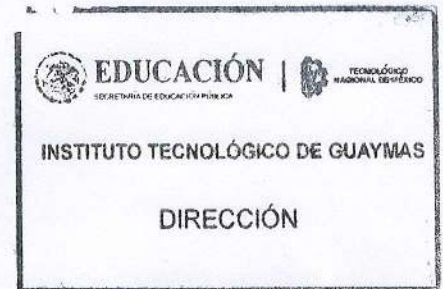 EDUCACIÓN
SECRETARÍA DE EDUCACIÓN PÚBLICA
TECNOLÓGICO
NACIONAL DE MÉXICO
INSTITUTO TECNOLÓGICO DE GUAYMAS
DIRECCIÓN